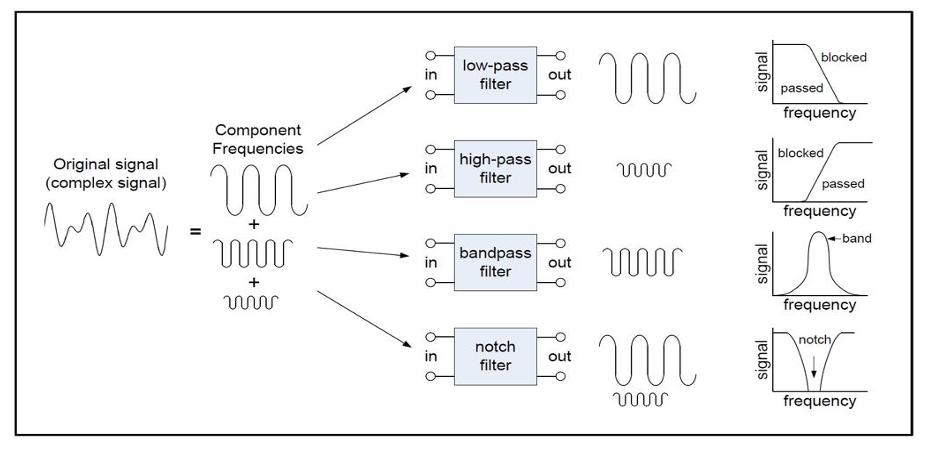 Original signal
(complex signal)
=
Component
Frequencies
+
+
in
low-pass
filter
out
signal
blocked
passed
frequency
in
high-pass
filter
out
signal
blocked
passed
frequency
in
bandpass
filter
out
signal
band
frequency
in
notch
filter
out
signal
notch
frequency